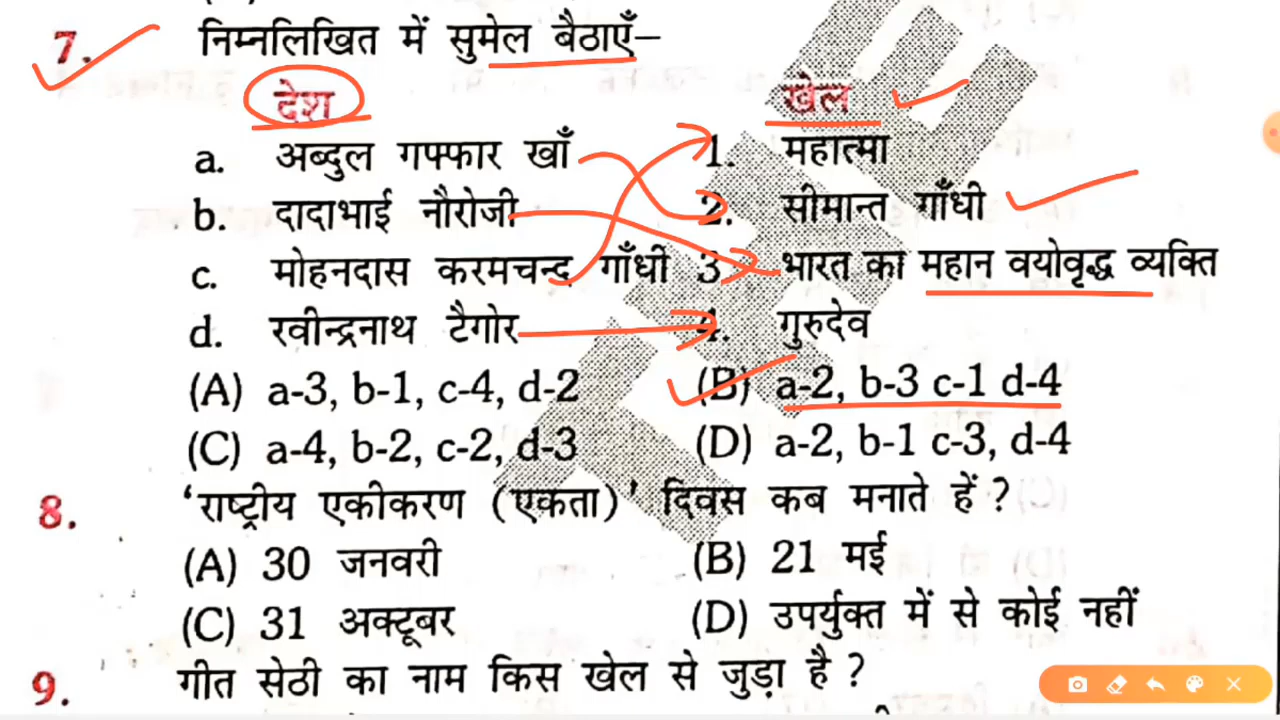 7. निम्नलिखित में सुमेल बैठाएँ–
देश खेल
a. अब्दुल गफ्फार खाँ 1. महात्मा
b. दादाभाई नौरोजी 2. सीमान्त गाँधी
c. मोहनदास करमचन्द गाँधी 3. भारत का महान वयोवृद्ध व्यक्ति
d. रवीन्द्रनाथ टैगोर 4. गुरुदेव
(A) a-3, b-1, c-4, d-2 (B) a-2, b-3 c-1 d-4
(C) a-4, b-2, c-2, d-3 (D) a-2, b-1 c-3, d-4
8. 'राष्ट्रीय एकीकरण (एकता)' दिवस कब मनाते हें ?
(A) 30 जनवरी (B) 21 मई
(C) 31 अक्टूबर (D) उपर्युक्त में से कोई नहीं
9. गीत सेठी का नाम किस खेल से जुड़ा है ?